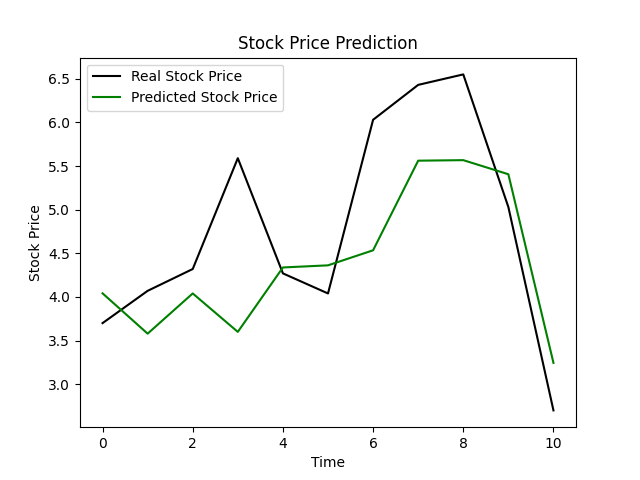 Stock Price Prediction
Real Stock Price
Predicted Stock Price
Stock Price
6.5
6.0
5.5
5.0
4.5
4.0
3.5
3.0
0 2 4 6 8 10
Time